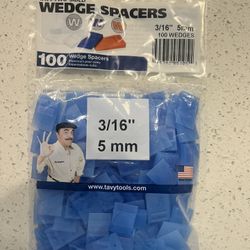 WEDGE SPACERS
3/16" 5mm
100 WEDGES
100 Wedge Spacers
3/16"
5 mm
www.tavytools.com